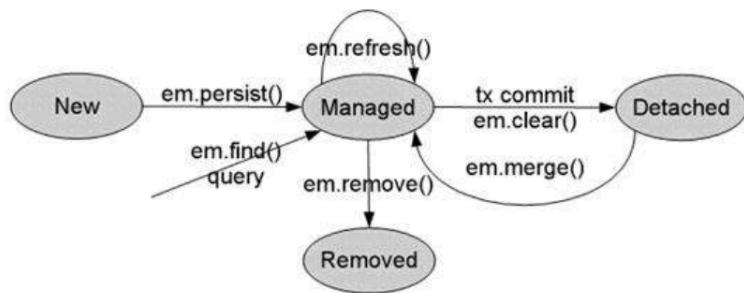 em.refresh()
New
em.persist()
Managed
tx commit
em.clear()
Detached
em.find()
query
em.remove()
em.merge()
Removed